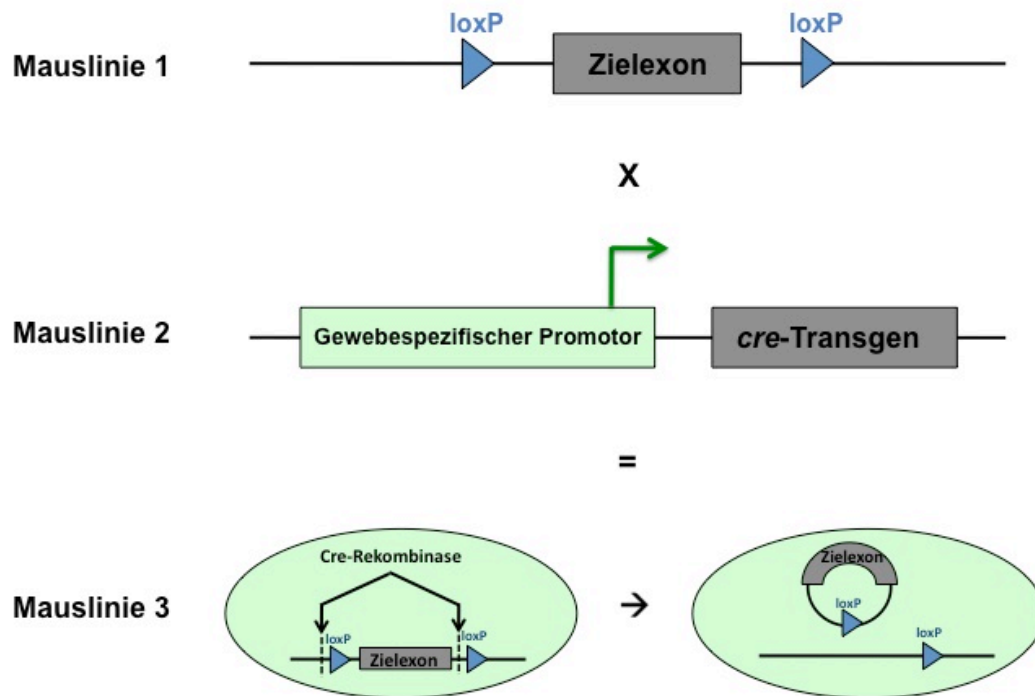 loxP loxP
Mauslinie 1 Zielexon
X
Mauslinie 2 Gewebespezifischer Promotor cre-Transgen
=
Cre-Rekombinase Zielexon
Mauslinie 3 → loxP
loxP loxP loxP
Zielexon